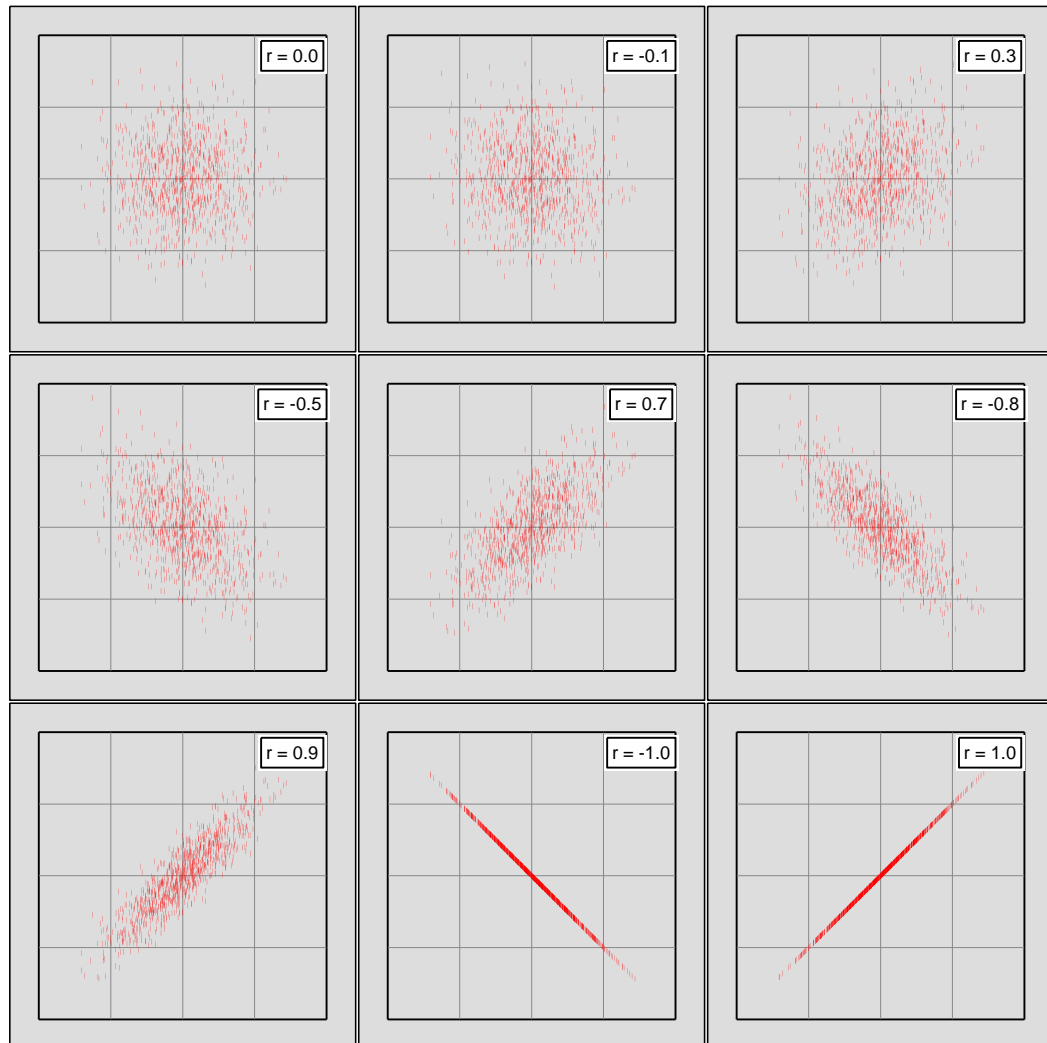 r = 0.0
r = -0.1
r = 0.3
r = -0.5
r = 0.7
r = -0.8
r = 0.9
r = -1.0
r = 1.0